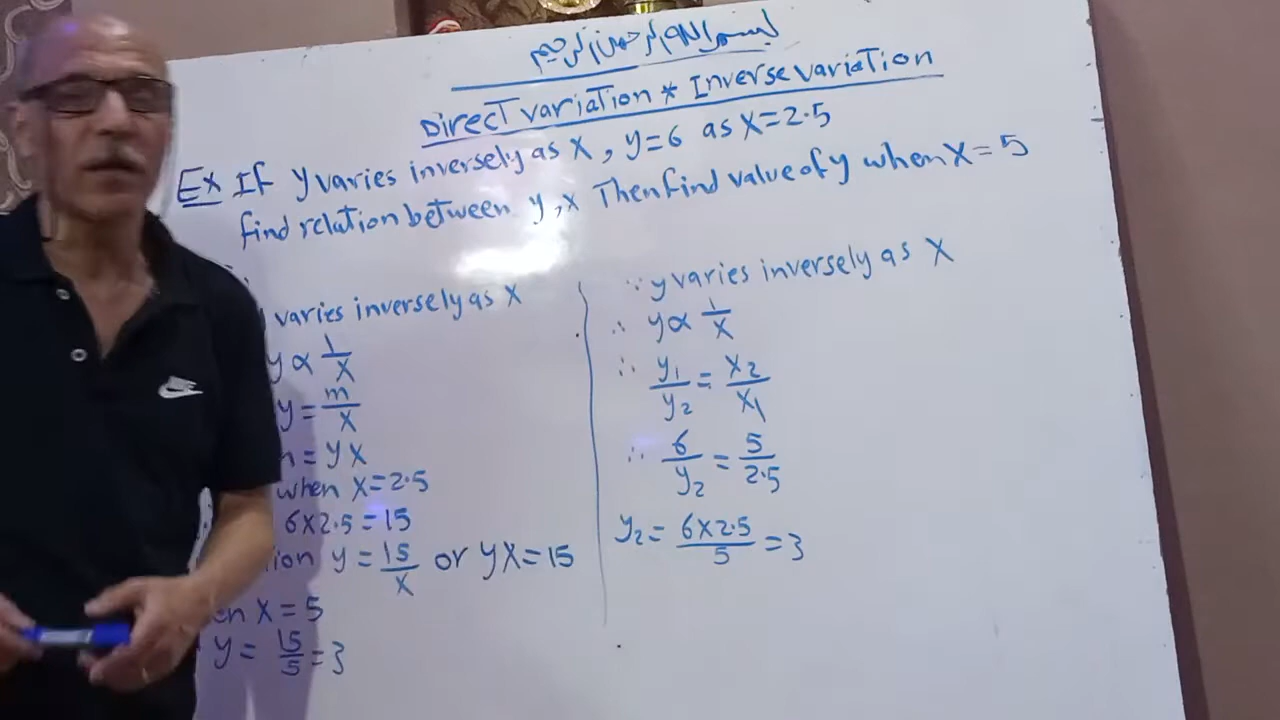 بسم الله الرحمن الرحيم
Direct variation * Inverse variation
Ex If y varies inversely as x, y=6 as x=2.5
find relation between y, x Then find value of y when x=5
varies inversely as x
y ∝ 1/x
y = m/x
= yx
when x=2.5
6×2.5=15
y = 15/x or yx=15
x=5
y = 15/5 = 3
∵ y varies inversely as x
∴ y ∝ 1/x
∴ y₁/y₂ = x₂/x₁
∴ 6/y₂ = 5/2.5
y₂ = 6×2.5/5 = 3